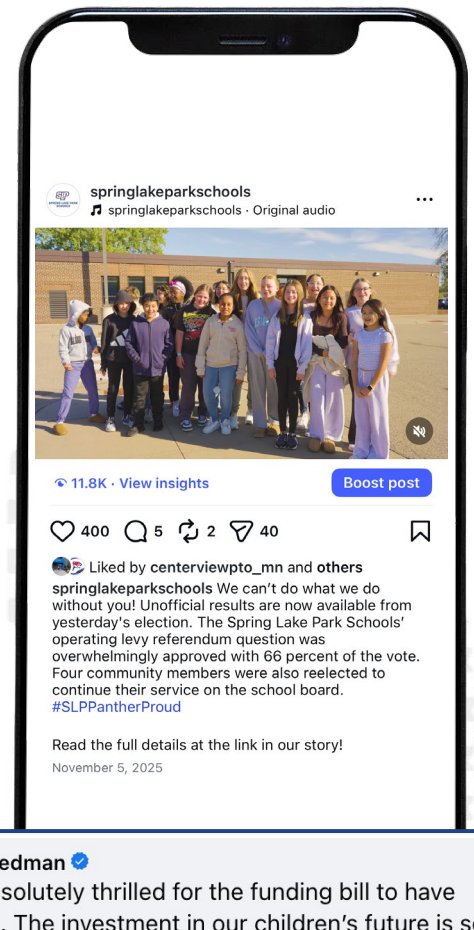 springlakeparkschools
springlakeparkschools · Original audio
11.8K · View insights
Boost post
400
5
2
40
Liked by centerviewpto_mn and others
springlakeparkschools We can't do what we do
without you! Unofficial results are now available from
yesterday's election. The Spring Lake Park Schools'
operating levy referendum question was
overwhelmingly approved with 66 percent of the vote.
Four community members were also reelected to
continue their service on the school board.
#SLPPantherProud
Read the full details at the link in our story!
November 5, 2025
edman
solutely thrilled for the funding bill to have
. The investment in our children's future is s